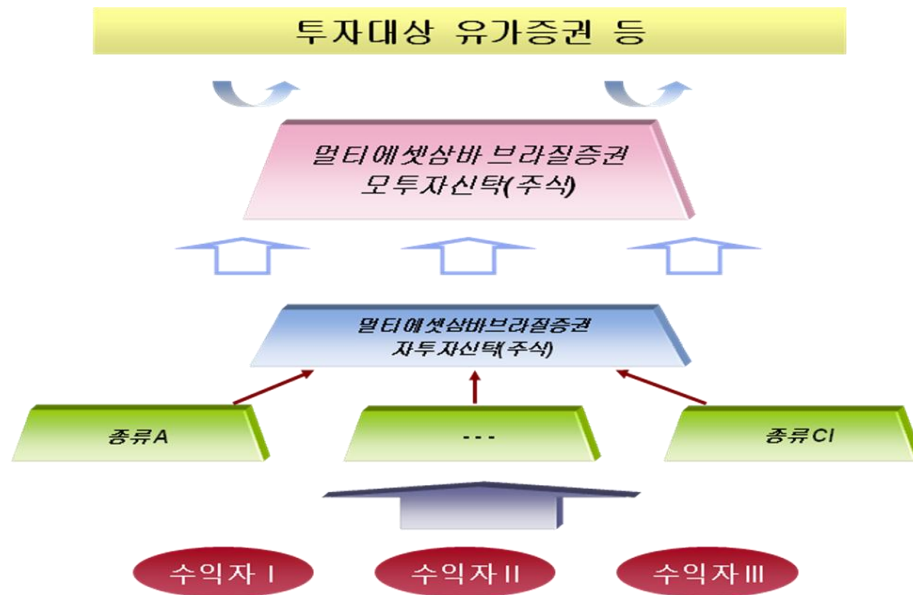 투자대상 유가증권 등
멀티에셋삼바 브라질증권
모투자신탁(주식)
멀티에셋삼바브라질증권
자투자신탁(주식)
종류A
---
종류CI
수익자 I
수익자 II
수익자 III